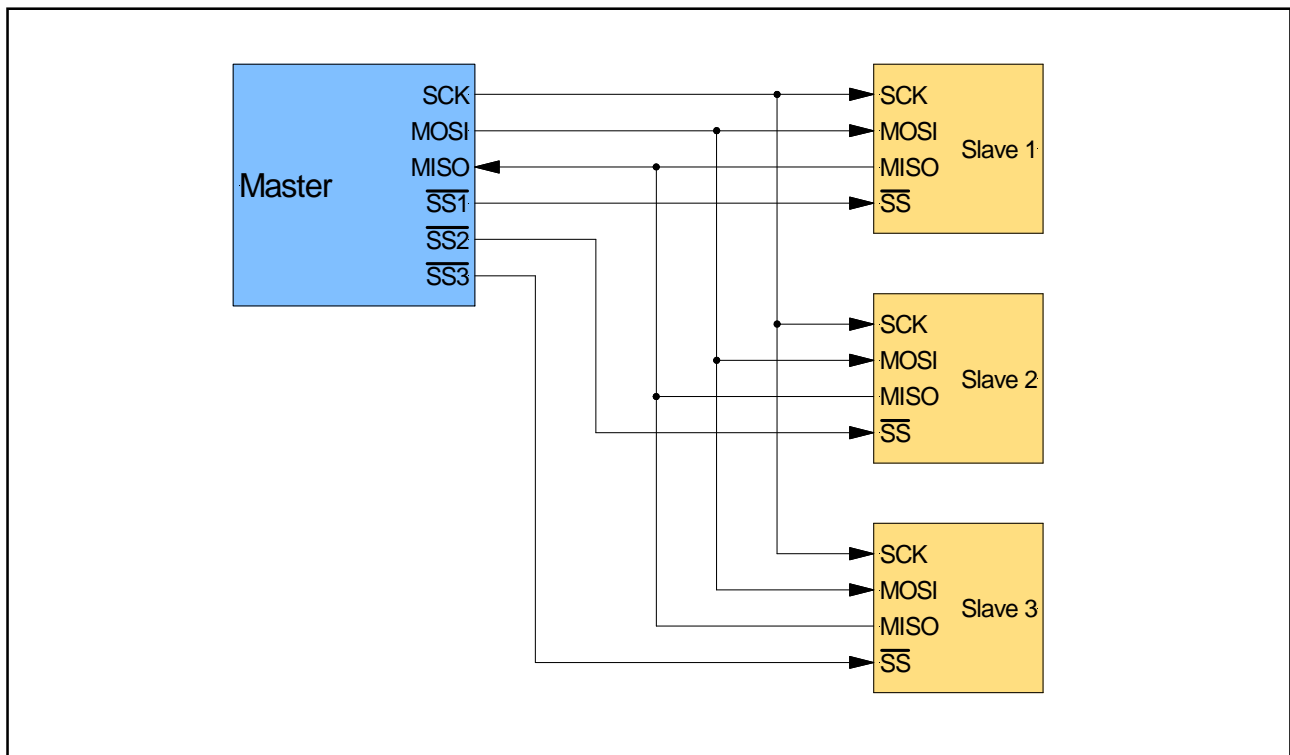 Master
SCK
MOSI
MISO
SS1
SS2
SS3
SCK
MOSI
MISO
SS
Slave 1
SCK
MOSI
MISO
SS
Slave 2
SCK
MOSI
MISO
SS
Slave 3